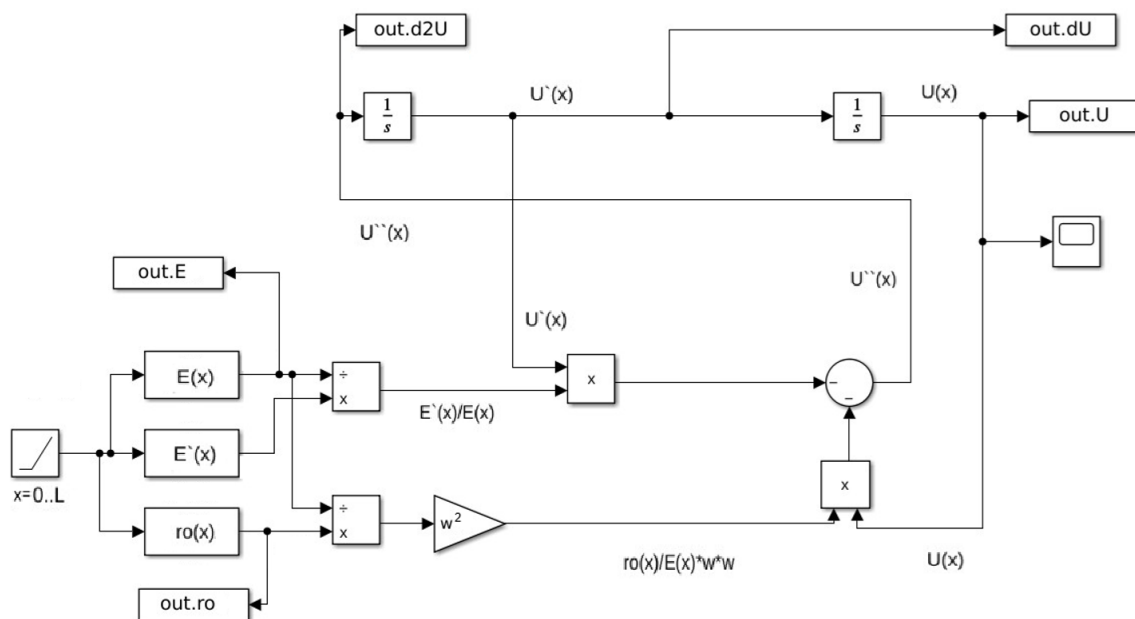 out.d2U
out.dU
U`(x)
U(x)
1
s
1
s
out.U
U``(x)
out.E
U``(x)
U`(x)
E(x)
÷
x
x
−
−
E`(x)/E(x)
E`(x)
x=0..L
÷
x
w²
x
ro(x)
ro(x)/E(x)*w*w
U(x)
out.ro